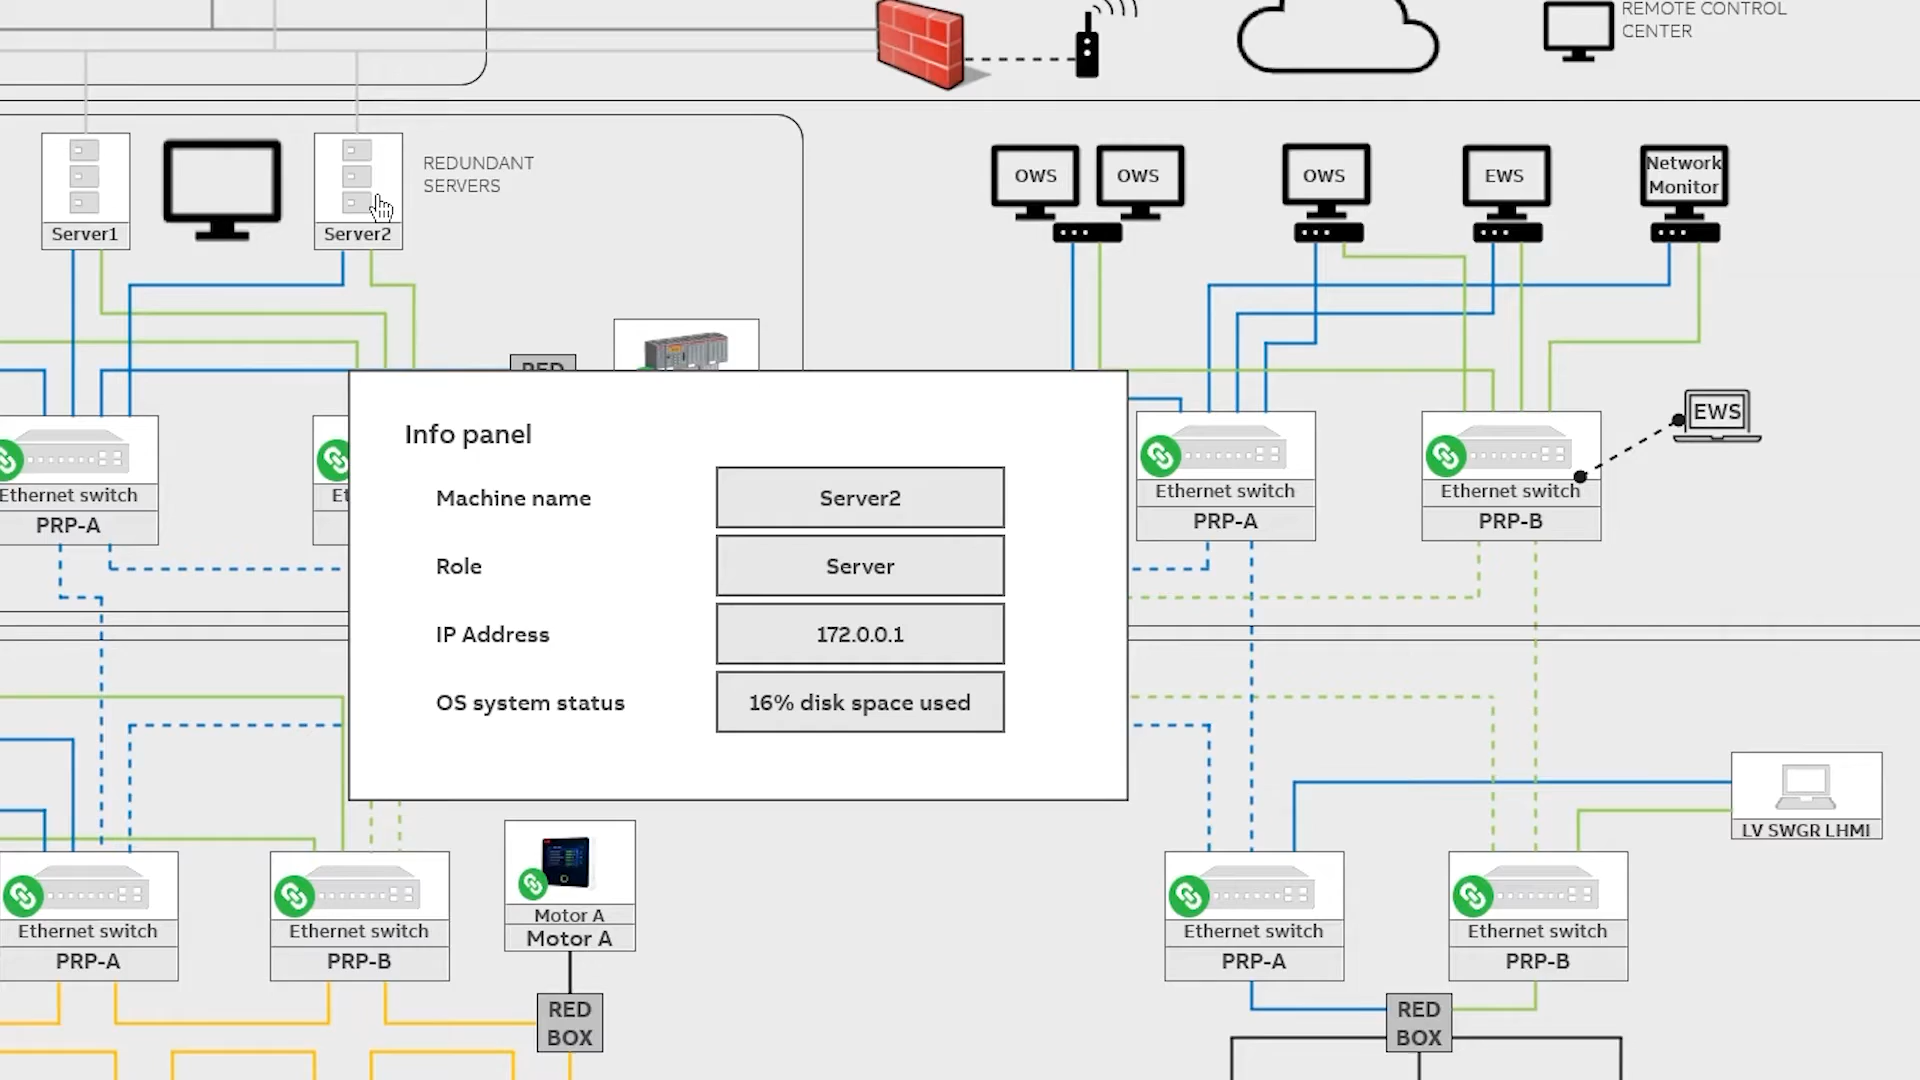 REMOTE CONTROL
CENTER
REDUNDANT
SERVERS
Server1
Server2
OWS
OWS
OWS
EWS
Network
Monitor
RED
EWS
Ethernet switch
PRP-A
Et
Ethernet switch
PRP-A
Ethernet switch
PRP-B
Info panel
Machine name
Server2
Role
Server
IP Address
172.0.0.1
OS system status
16% disk space used
LV SWGR LHMI
Ethernet switch
PRP-A
Ethernet switch
PRP-B
Motor A
Motor A
RED
BOX
Ethernet switch
PRP-A
Ethernet switch
PRP-B
RED
BOX